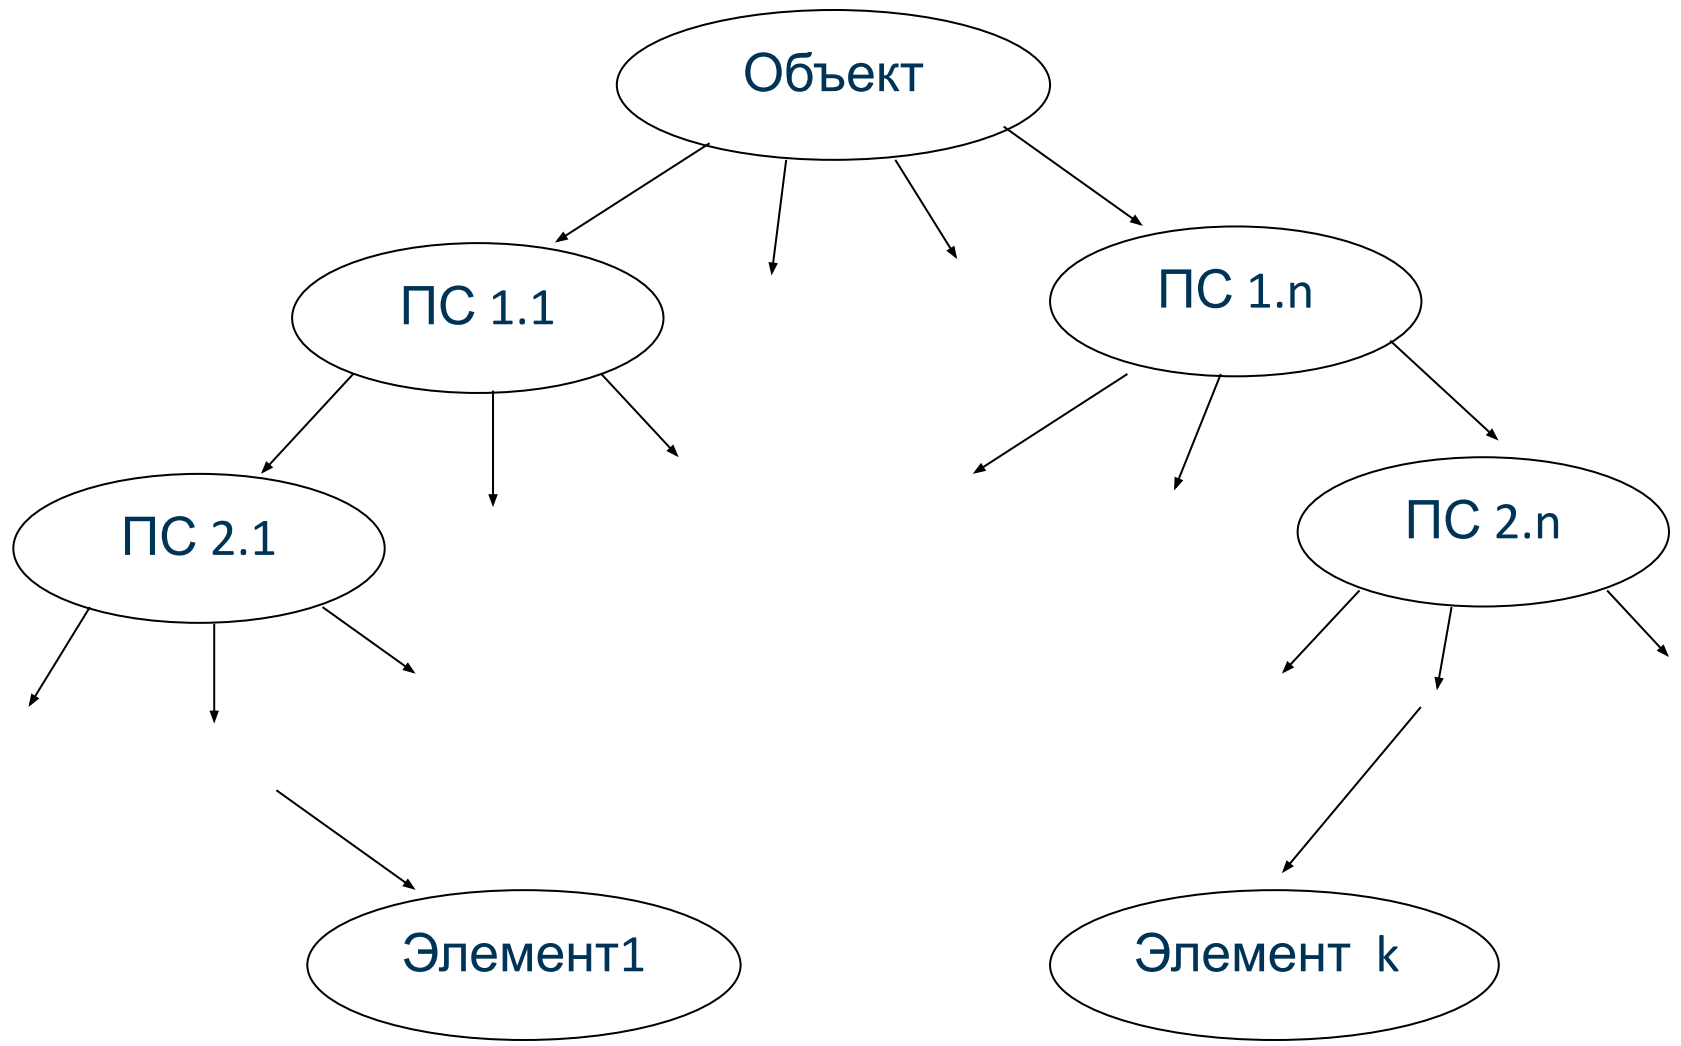 Объект
ПС 1.1
ПС 1.n
ПС 2.1
ПС 2.n
Элемент1
Элемент k